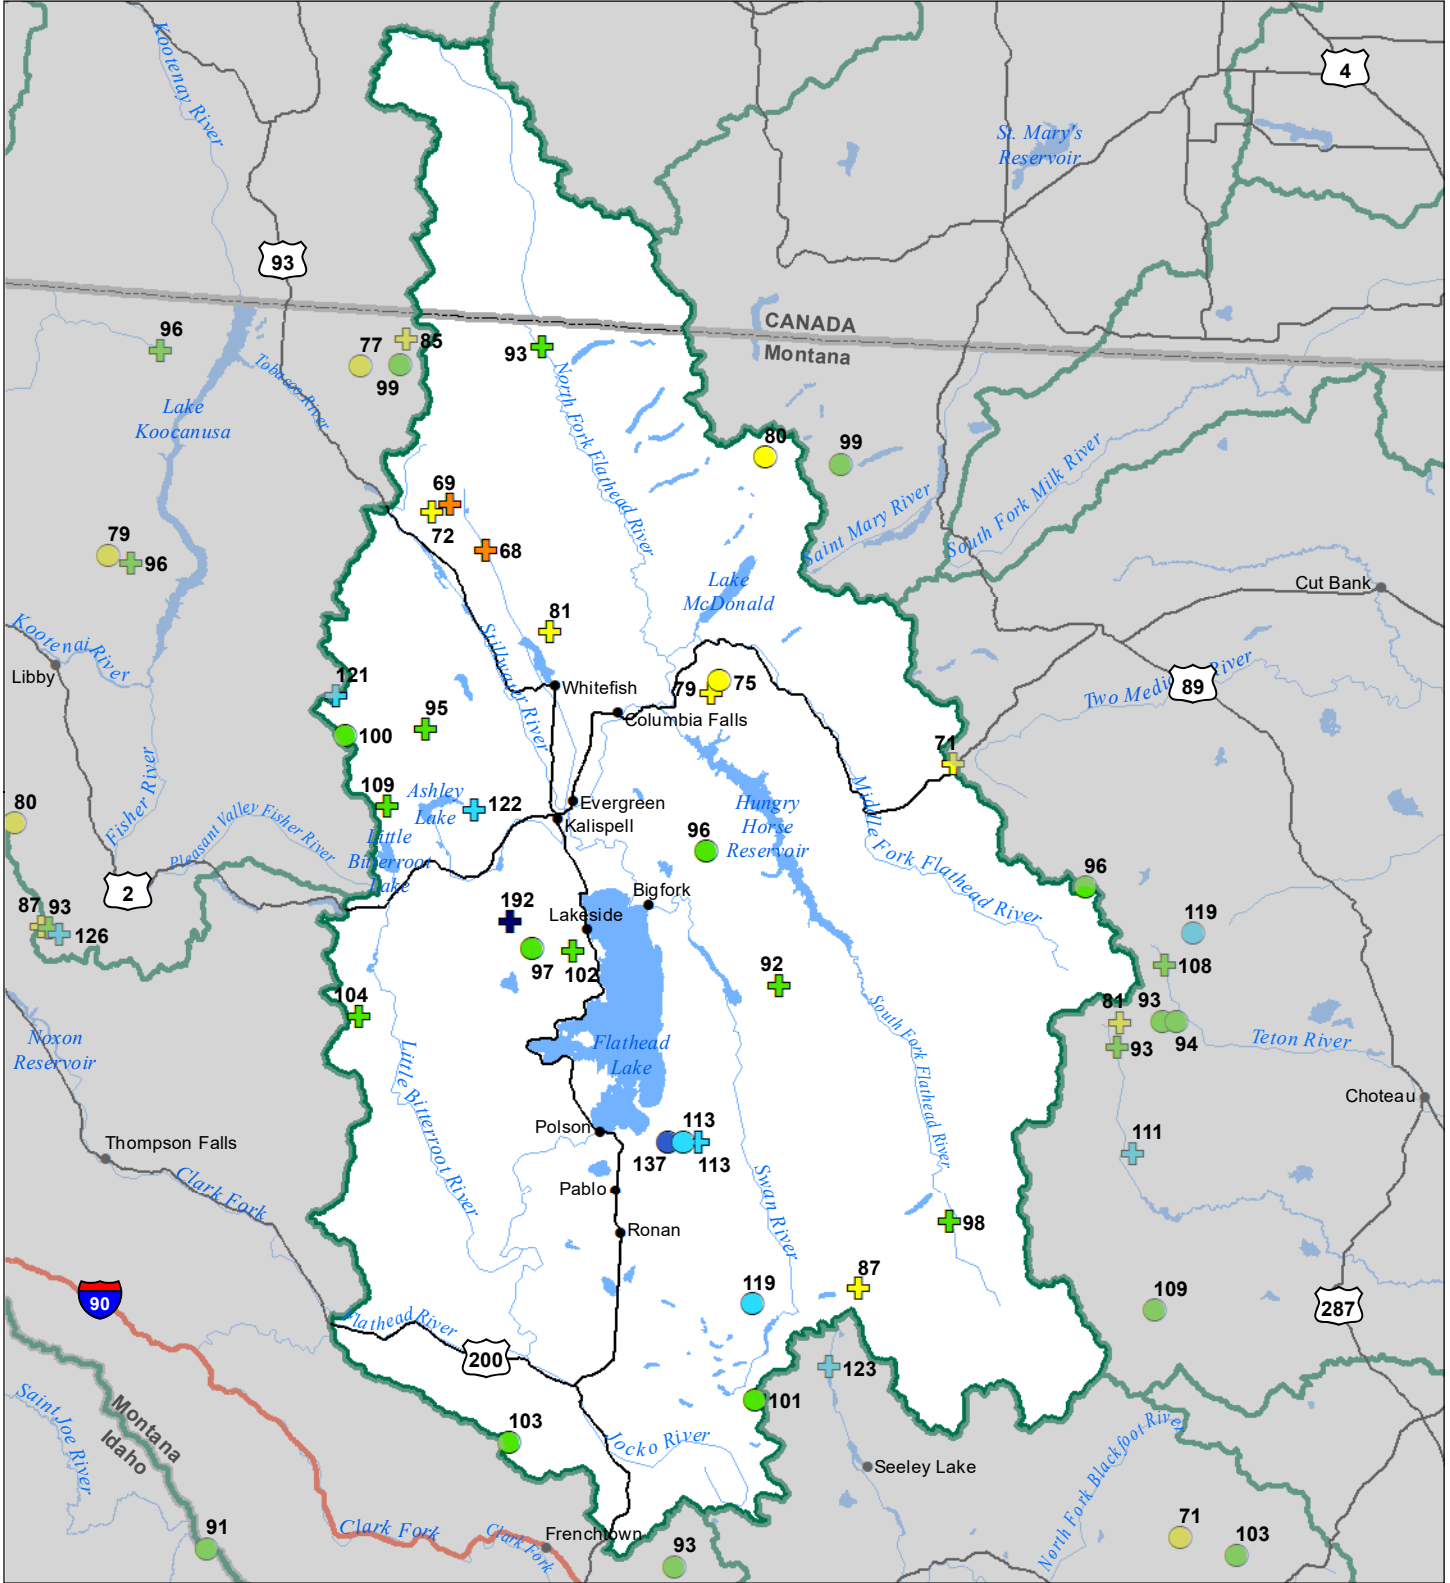 Kootenay River
4
St. Mary's
Reservoir
93
CANADA
Montana
96
77
85
99
93
Tobacco River
Lake
Koocanusa
North Fork Flathead River
80
99
69
72
68
79
96
Saint Mary River
South Fork Milk River
Cut Bank
Lake
McDonald
81
Kootenai River
Libby
Stillwater River
Whitefish
121
95
100
79
75
Columbia Falls
Two Medicine River
89
71
109
Ashley
Lake
122
Evergreen
Kalispell
Hungry
Horse
Reservoir
Middle Fork Flathead River
80
Fisher River
Pleasant Valley Fisher River
Little
Bitterroot
Lake
96
2
Bigfork
96
87
93
126
192
Lakeside
97
102
119
108
92
104
81
93
94
93
Teton River
Noxon
Reservoir
Flathead
Lake
South Fork Flathead River
Little Bitterroot River
Choteau
Thompson Falls
Clark Fork
Polson
113
137
113
111
Pablo
Swan River
Ronan
98
87
90
119
109
287
Flathead River
200
123
101
Saint Joe River
Montana
Idaho
103
Jocko River
North Fork Blackfoot River
Seeley Lake
91
Clark Fork
Clark Fork
Frenchtown
93
71
103